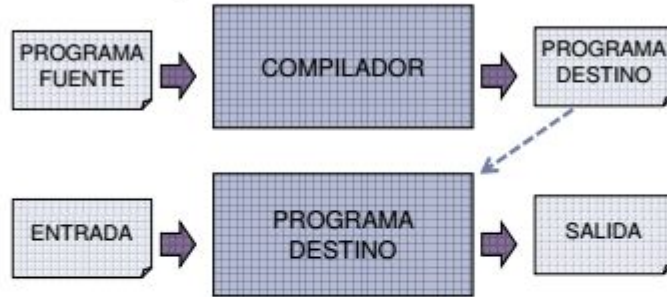 PROGRAMA
FUENTE
COMPILADOR
PROGRAMA
DESTINO
ENTRADA
PROGRAMA
DESTINO
SALIDA